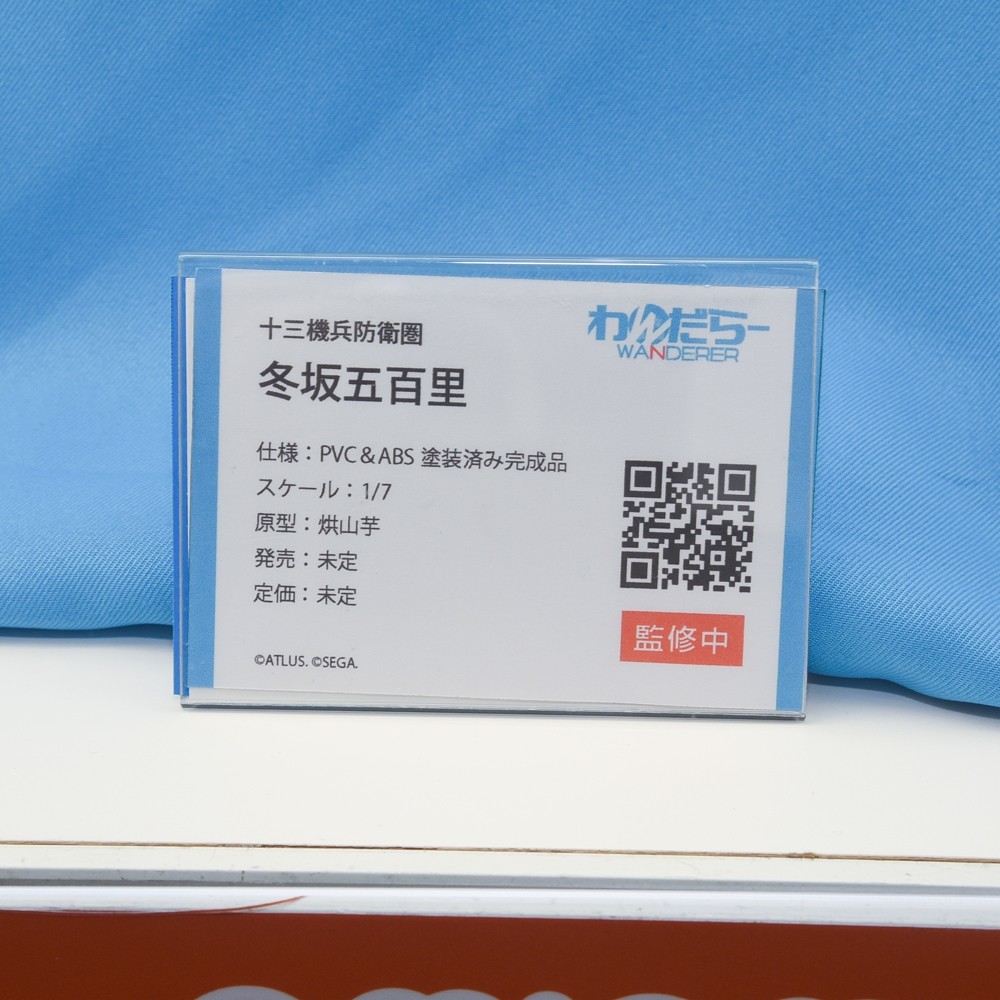 十三機兵防衛圏
冬坂五百里
わんだらー
WANDERER
仕様：PVC＆ABS 塗装済み完成品
スケール：1/7
原型：烘山芋
発売：未定
定価：未定
監修中
©ATLUS. ©SEGA.